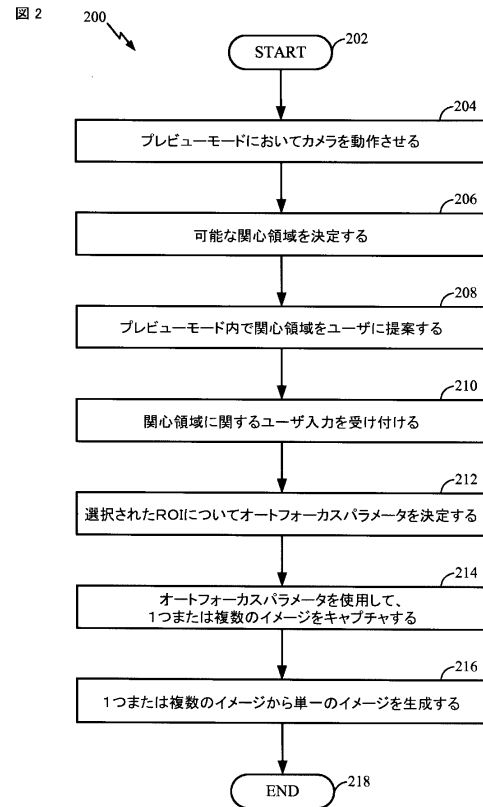 図2
200
START
202
204
プレビューモードにおいてカメラを動作させる
206
可能な関心領域を決定する
208
プレビューモード内で関心領域をユーザに提案する
210
関心領域に関するユーザ入力を受け付ける
212
選択されたROIについてオートフォーカスパラメータを決定する
214
オートフォーカスパラメータを使用して、
1つまたは複数のイメージをキャプチャする
216
1つまたは複数のイメージから単一のイメージを生成する
END
218